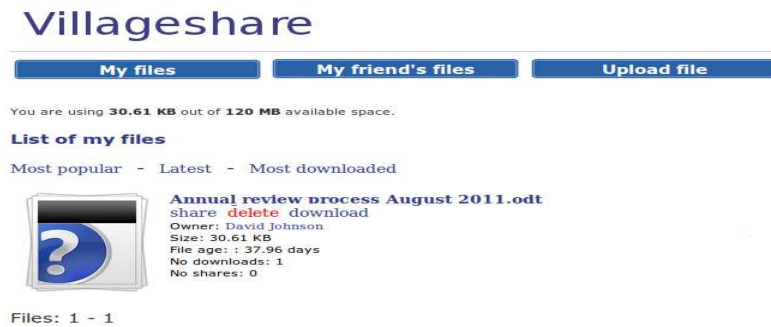 Villageshare
My files My friend's files Upload file
You are using 30.61 KB out of 120 MB available space.
List of my files
Most popular - Latest - Most downloaded
Annual review process August 2011.odt
share delete download
Owner: David Johnson
Size: 30.61 KB
File age: : 37.96 days
No downloads: 1
No shares: 0
Files: 1 - 1